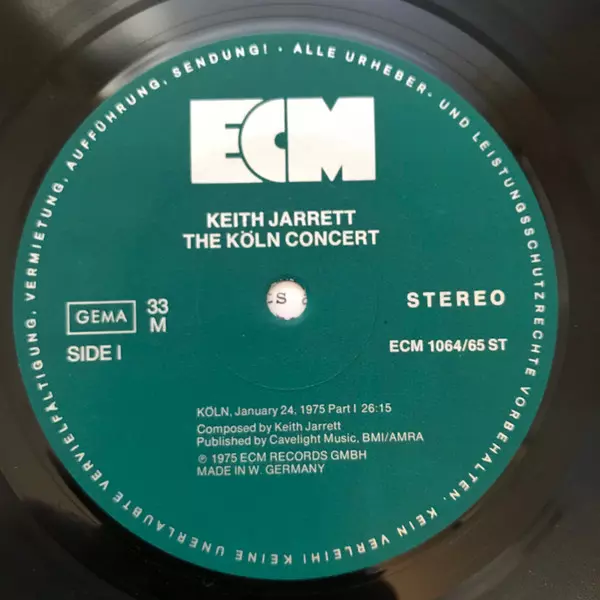 ECM
KEITH JARRETT
THE KÖLN CONCERT
GEMA
33
M
SIDE I
STEREO
ECM 1064/65 ST
KÖLN, January 24, 1975 Part I 26:15
Composed by Keith Jarrett
Published by Cavelight Music, BMI/AMRA
℗ 1975 ECM RECORDS GMBH
MADE IN W. GERMANY
ALLE URHEBER- UND LEISTUNGSSCHUTZRECHTE VORBEHALTEN. KEIN VERLEIH! KEINE UNERLAUBTE VERVIELFÄLTIGUNG, VERMIETUNG, AUFFÜHRUNG, SENDUNG! ·